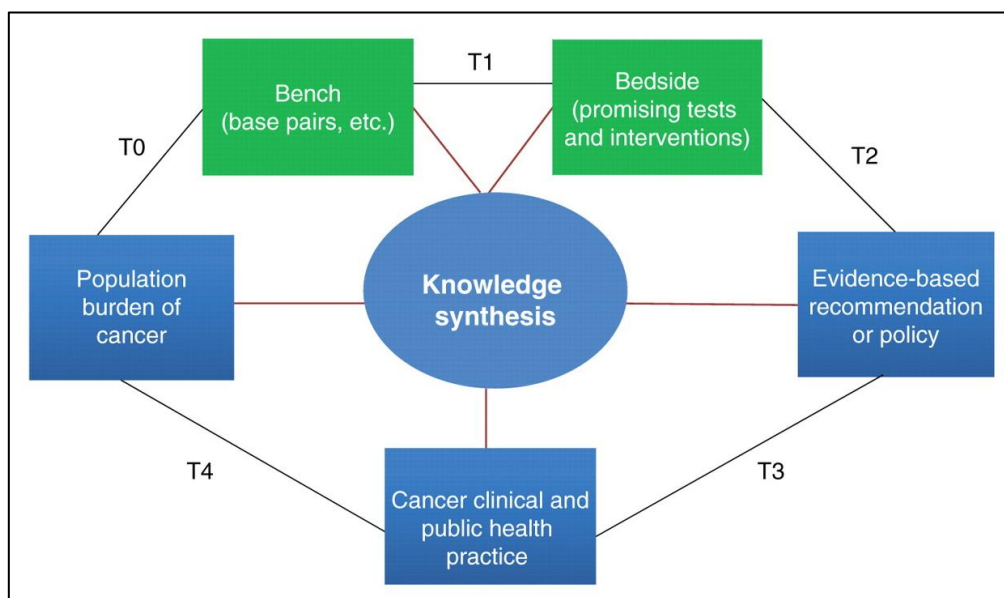 T1
Bench
(base pairs, etc.)
Bedside
(promising tests
and interventions)
T0
T2
Population
burden of
cancer
Knowledge
synthesis
Evidence-based
recommendation
or policy
T4
T3
Cancer clinical and
public health
practice